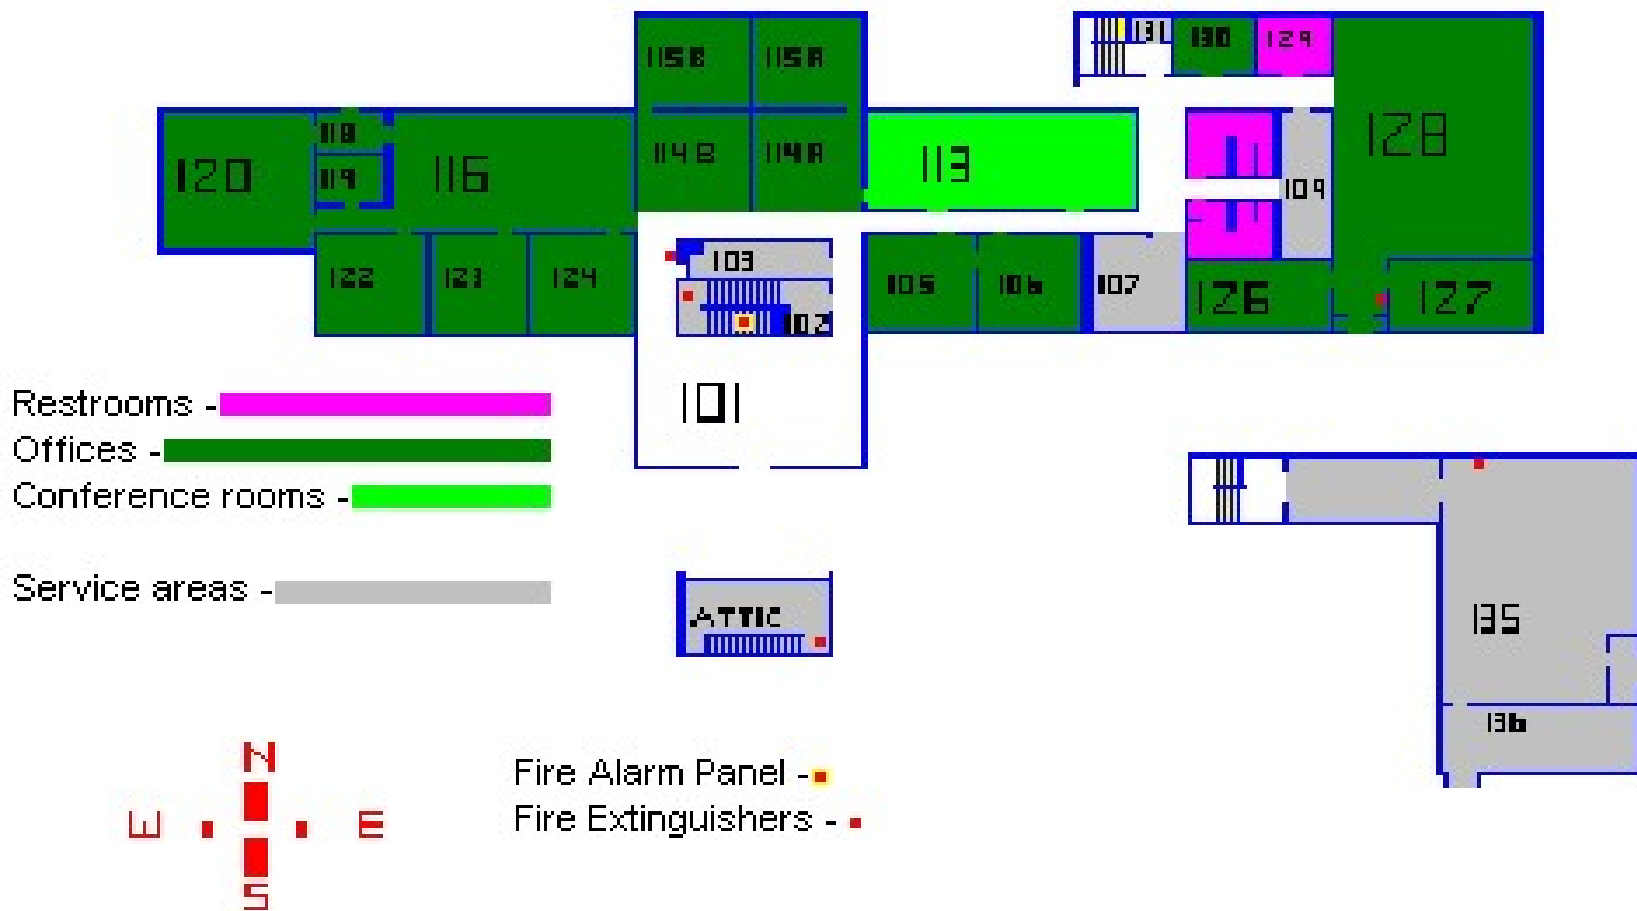 115B 115A 131 130 129
120 118 119 116 114B 114A 113 109 128
122 123 124 103 102 105 106 107 126 127
101
Restrooms -
Offices -
Conference rooms -
Service areas -
ATTIC
135
136
N
W E
S
Fire Alarm Panel -
Fire Extinguishers -